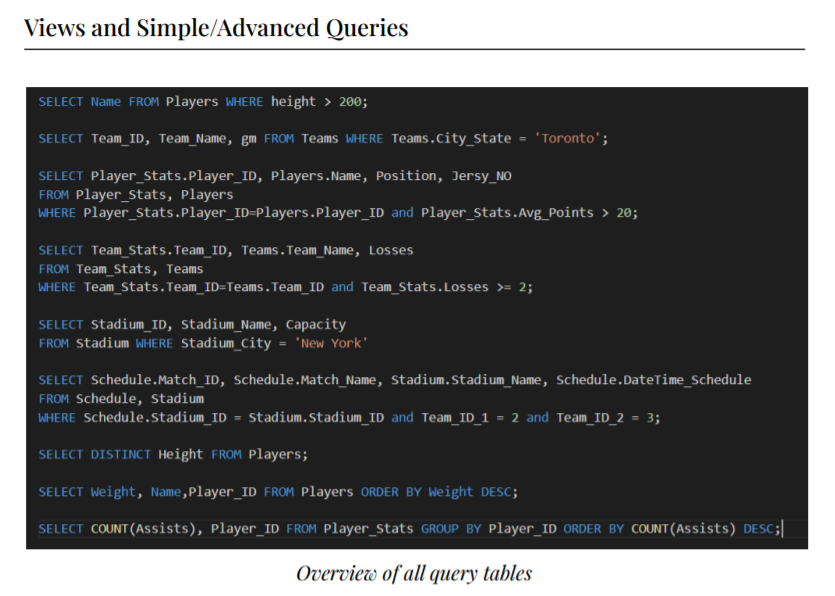 Views and Simple/Advanced Queries
SELECT Name FROM Players WHERE height > 200;
SELECT Team_ID, Team_Name, gm FROM Teams WHERE Teams.City_State = 'Toronto';
SELECT Player_Stats.Player_ID, Players.Name, Position, Jersy_NO
FROM Player_Stats, Players
WHERE Player_Stats.Player_ID=Players.Player_ID and Player_Stats.Avg_Points > 20;
SELECT Team_Stats.Team_ID, Teams.Team_Name, Losses
FROM Team_Stats, Teams
WHERE Team_Stats.Team_ID=Teams.Team_ID and Team_Stats.Losses >= 2;
SELECT Stadium_ID, Stadium_Name, Capacity
FROM Stadium WHERE Stadium_City = 'New York'
SELECT Schedule.Match_ID, Schedule.Match_Name, Stadium.Stadium_Name, Schedule.DateTime_Schedule
FROM Schedule, Stadium
WHERE Schedule.Stadium_ID = Stadium.Stadium_ID and Team_ID_1 = 2 and Team_ID_2 = 3;
SELECT DISTINCT Height FROM Players;
SELECT Weight, Name,Player_ID FROM Players ORDER BY Weight DESC;
SELECT COUNT(Assists), Player_ID FROM Player_Stats GROUP BY Player_ID ORDER BY COUNT(Assists) DESC;
Overview of all query tables